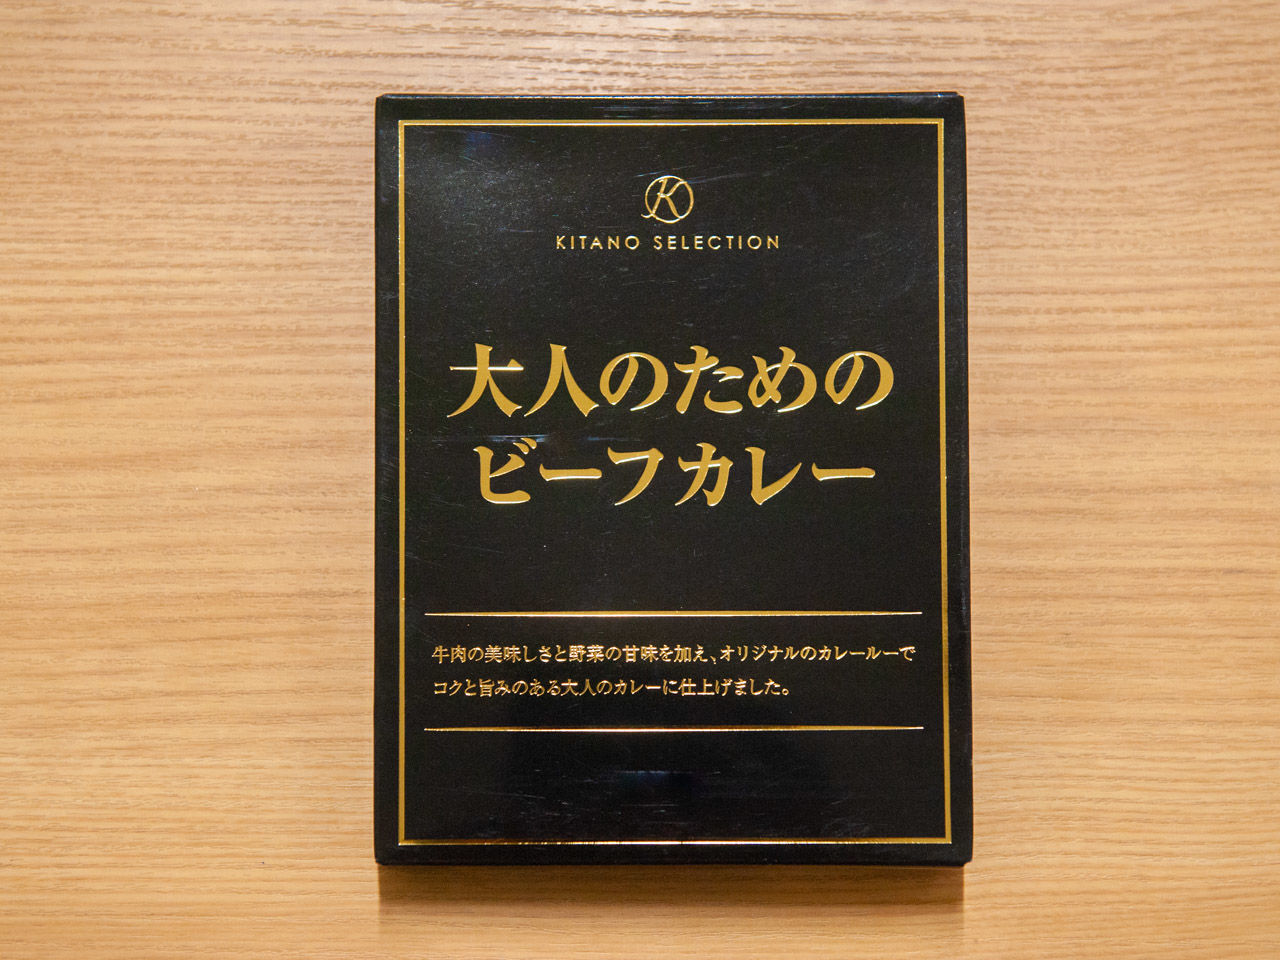 K
KITANO SELECTION
大人のための
ビーフカレー
牛肉の美味しさと野菜の甘味を加え、オリジナルのカレールーで
コクと旨みのある大人のカレーに仕上げました。